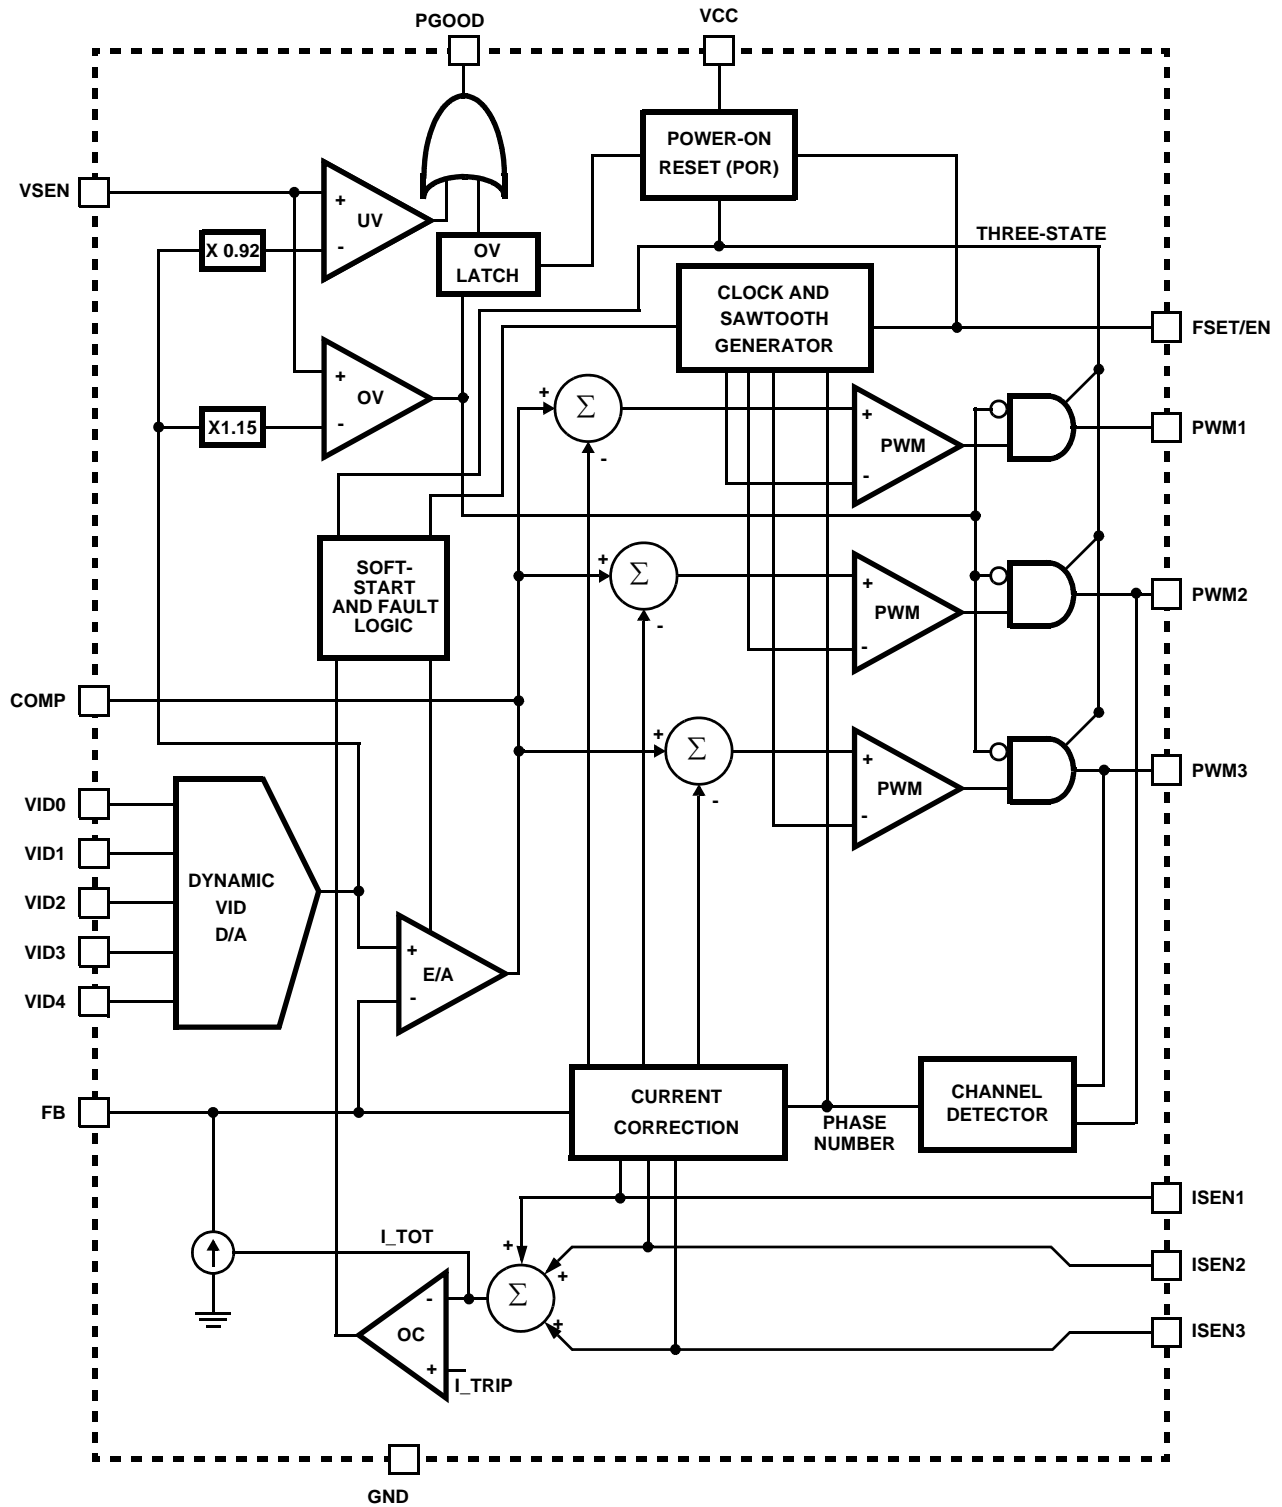 PGOOD
VCC
POWER-ON
RESET (POR)
VSEN
+
UV
-
X 0.92
OV
LATCH
THREE-STATE
CLOCK AND
SAWTOOTH
GENERATOR
FSET/EN
+
OV
-
X1.15
+
Σ
-
+
PWM
-
PWM1
SOFT-
START
AND FAULT
LOGIC
+
Σ
-
+
PWM
-
PWM2
COMP
+
Σ
-
+
PWM
-
PWM3
VID0
VID1
VID2
VID3
VID4
DYNAMIC
VID
D/A
+
E/A
-
FB
CURRENT
CORRECTION
PHASE
NUMBER
CHANNEL
DETECTOR
ISEN1
I_TOT
+
+
Σ
+
ISEN2
-
OC
+
I_TRIP
ISEN3
GND